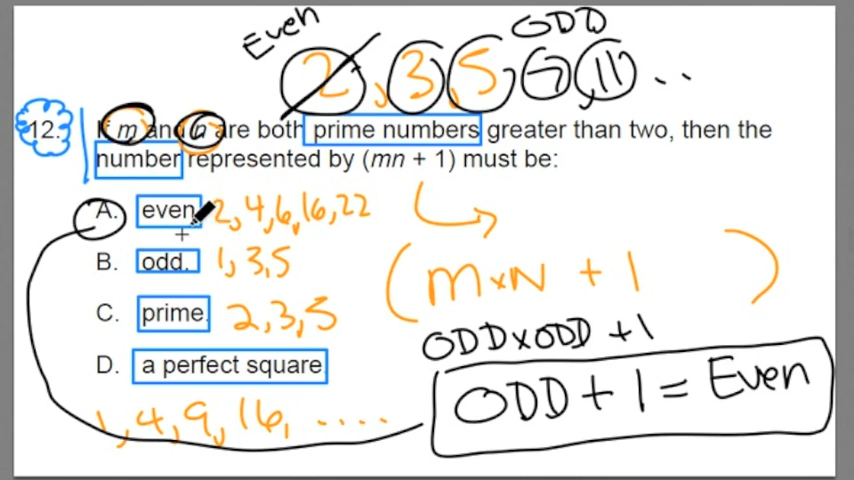 Even
ODD
2, 3, 5, 7, 11 ..
12. If m and n are both prime numbers greater than two, then the
number represented by (mn + 1) must be:
A. even 2, 4, 6, 16, 22
B. odd. 1, 3, 5
(M×N + 1)
C. prime. 2, 3, 5
ODD×ODD +1
D. a perfect square
ODD + 1 = Even
1, 4, 9, 16, ....